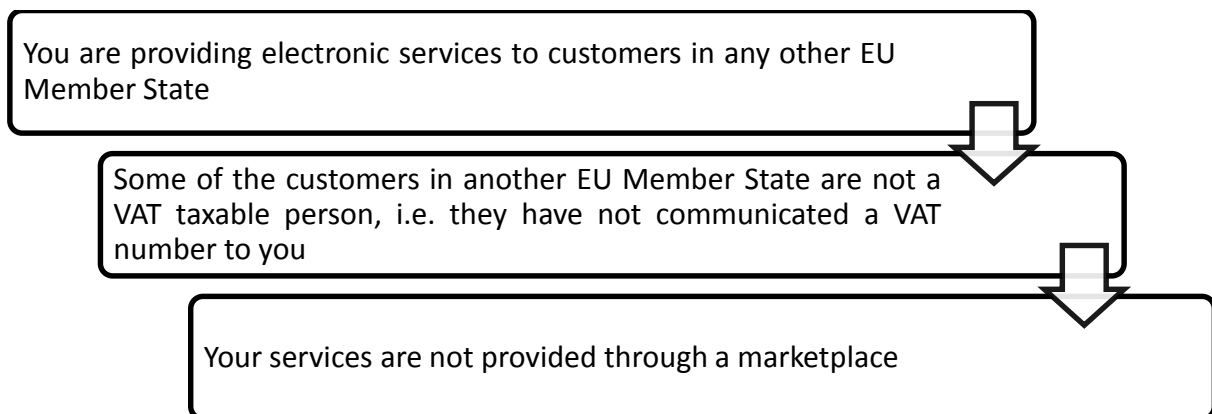 You are providing electronic services to customers in any other EU
Member State
Some of the customers in another EU Member State are not a
VAT taxable person, i.e. they have not communicated a VAT
number to you
Your services are not provided through a marketplace